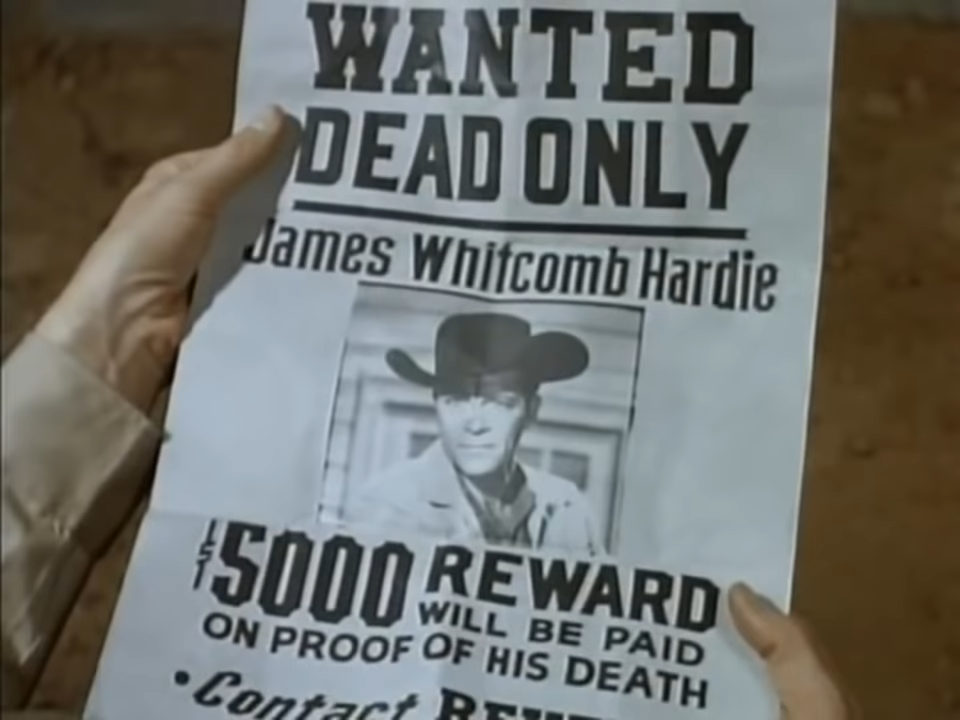 WANTED
DEAD ONLY
James Whitcomb Hardie
$5000 REWARD
WILL BE PAID
ON PROOF OF HIS DEATH
•Contact